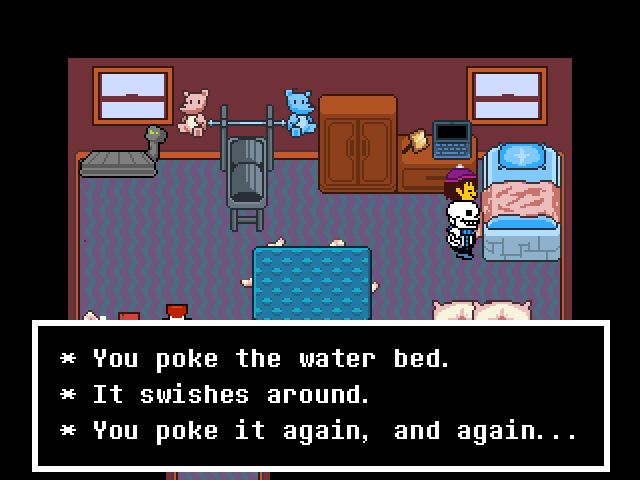 * You poke the water bed.
* It swishes around.
* You poke it again, and again...